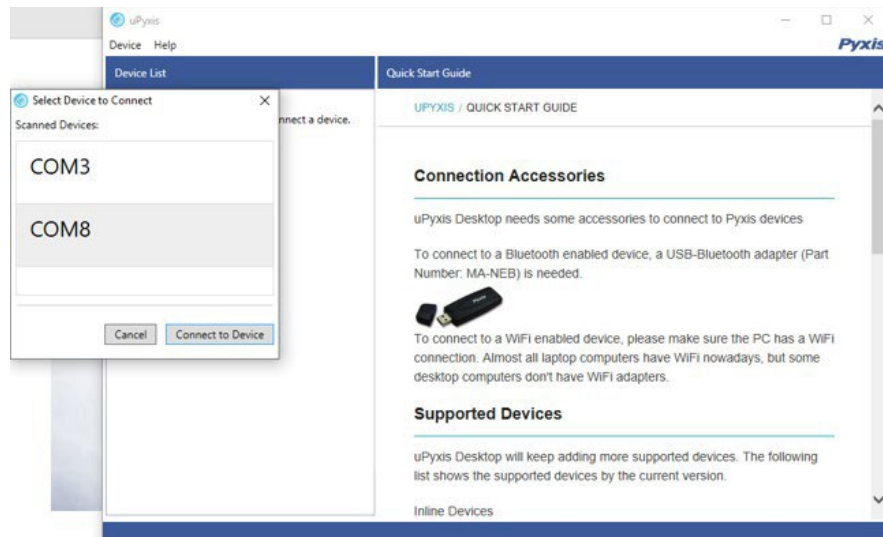 uPyxis
Device Help
Pyxis
Device List
Quick Start Guide
Select Device to Connect
Scanned Devices:
COM3
COM8
Cancel
Connect to Device
nnect a device.
UPYXIS / QUICK START GUIDE
Connection Accessories
uPyxis Desktop needs some accessories to connect to Pyxis devices
To connect to a Bluetooth enabled device, a USB-Bluetooth adapter (Part
Number: MA-NEB) is needed.
Pyxis
To connect to a WiFi enabled device, please make sure the PC has a WiFi
connection. Almost all laptop computers have WiFi nowadays, but some
desktop computers don't have WiFi adapters.
Supported Devices
uPyxis Desktop will keep adding more supported devices. The following
list shows the supported devices by the current version.
Inline Devices